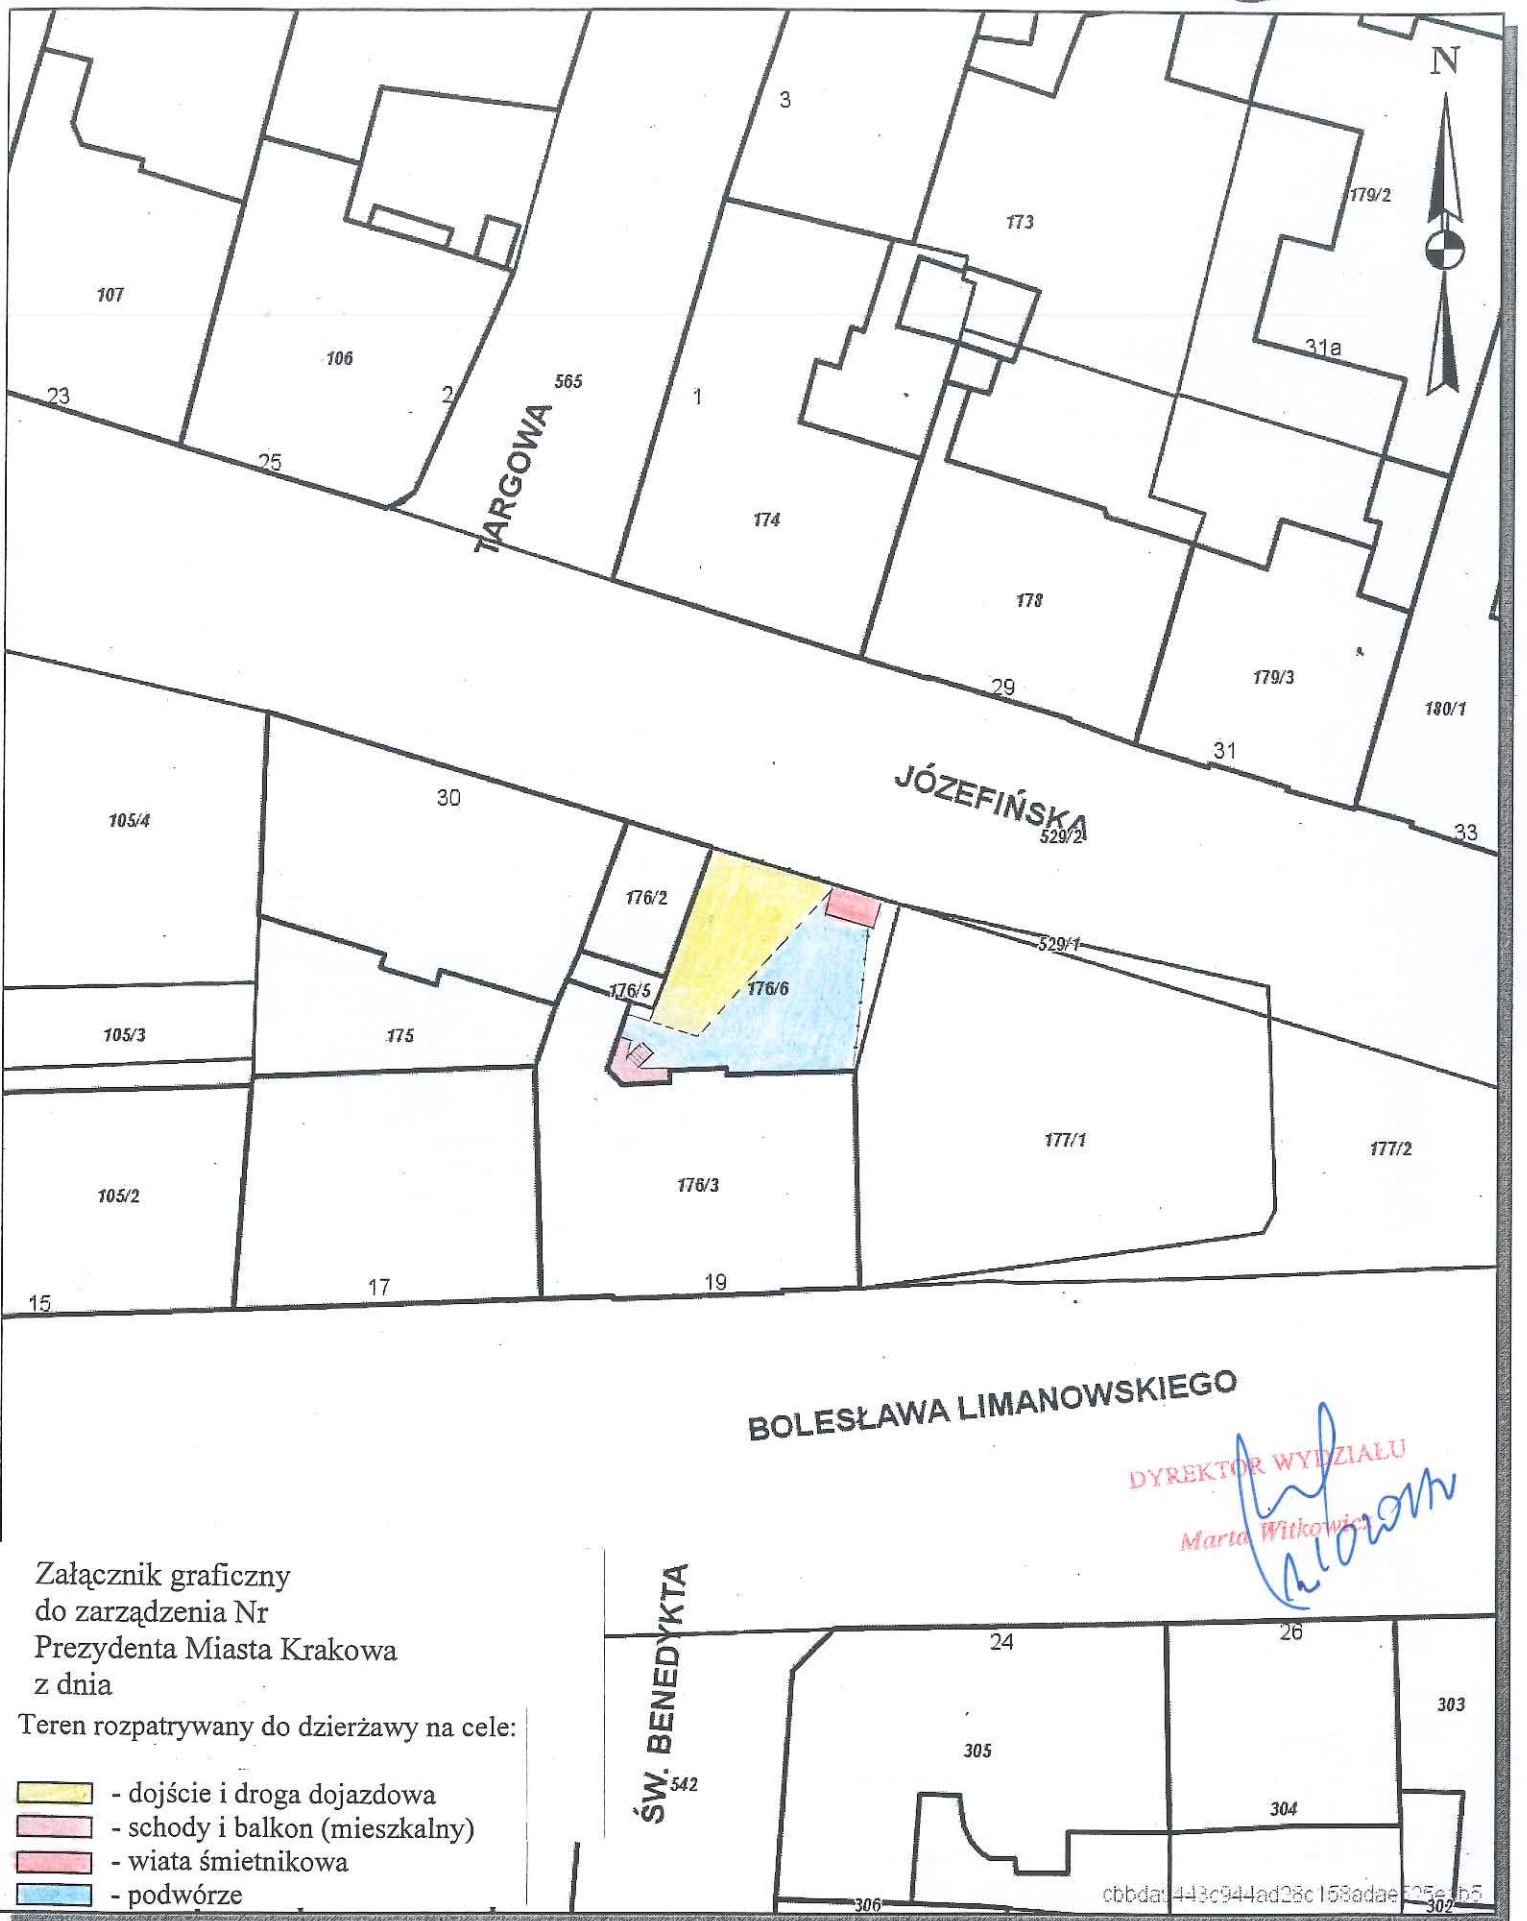 N
3
179/2
173
107
106
31a
23
2
565
1
25
TARGOWA
174
178
179/3
29
180/1
31
30
JÓZEFIŃSKA
529/2
33
105/4
176/2
529/1
176/5
176/6
105/3
175
177/1
177/2
105/2
176/3
17
19
15
BOLESŁAWA LIMANOWSKIEGO
DYREKTOR WYDZIAŁU
Marta Witkowicz
Załącznik graficzny
do zarządzenia Nr
Prezydenta Miasta Krakowa
z dnia
Teren rozpatrywany do dzierżawy na cele:
- dojście i droga dojazdowa
- schody i balkon (mieszkalny)
- wiata śmietnikowa
- podwórze
ŚW. BENEDYKTA
542
24
26
303
305
304
306
302